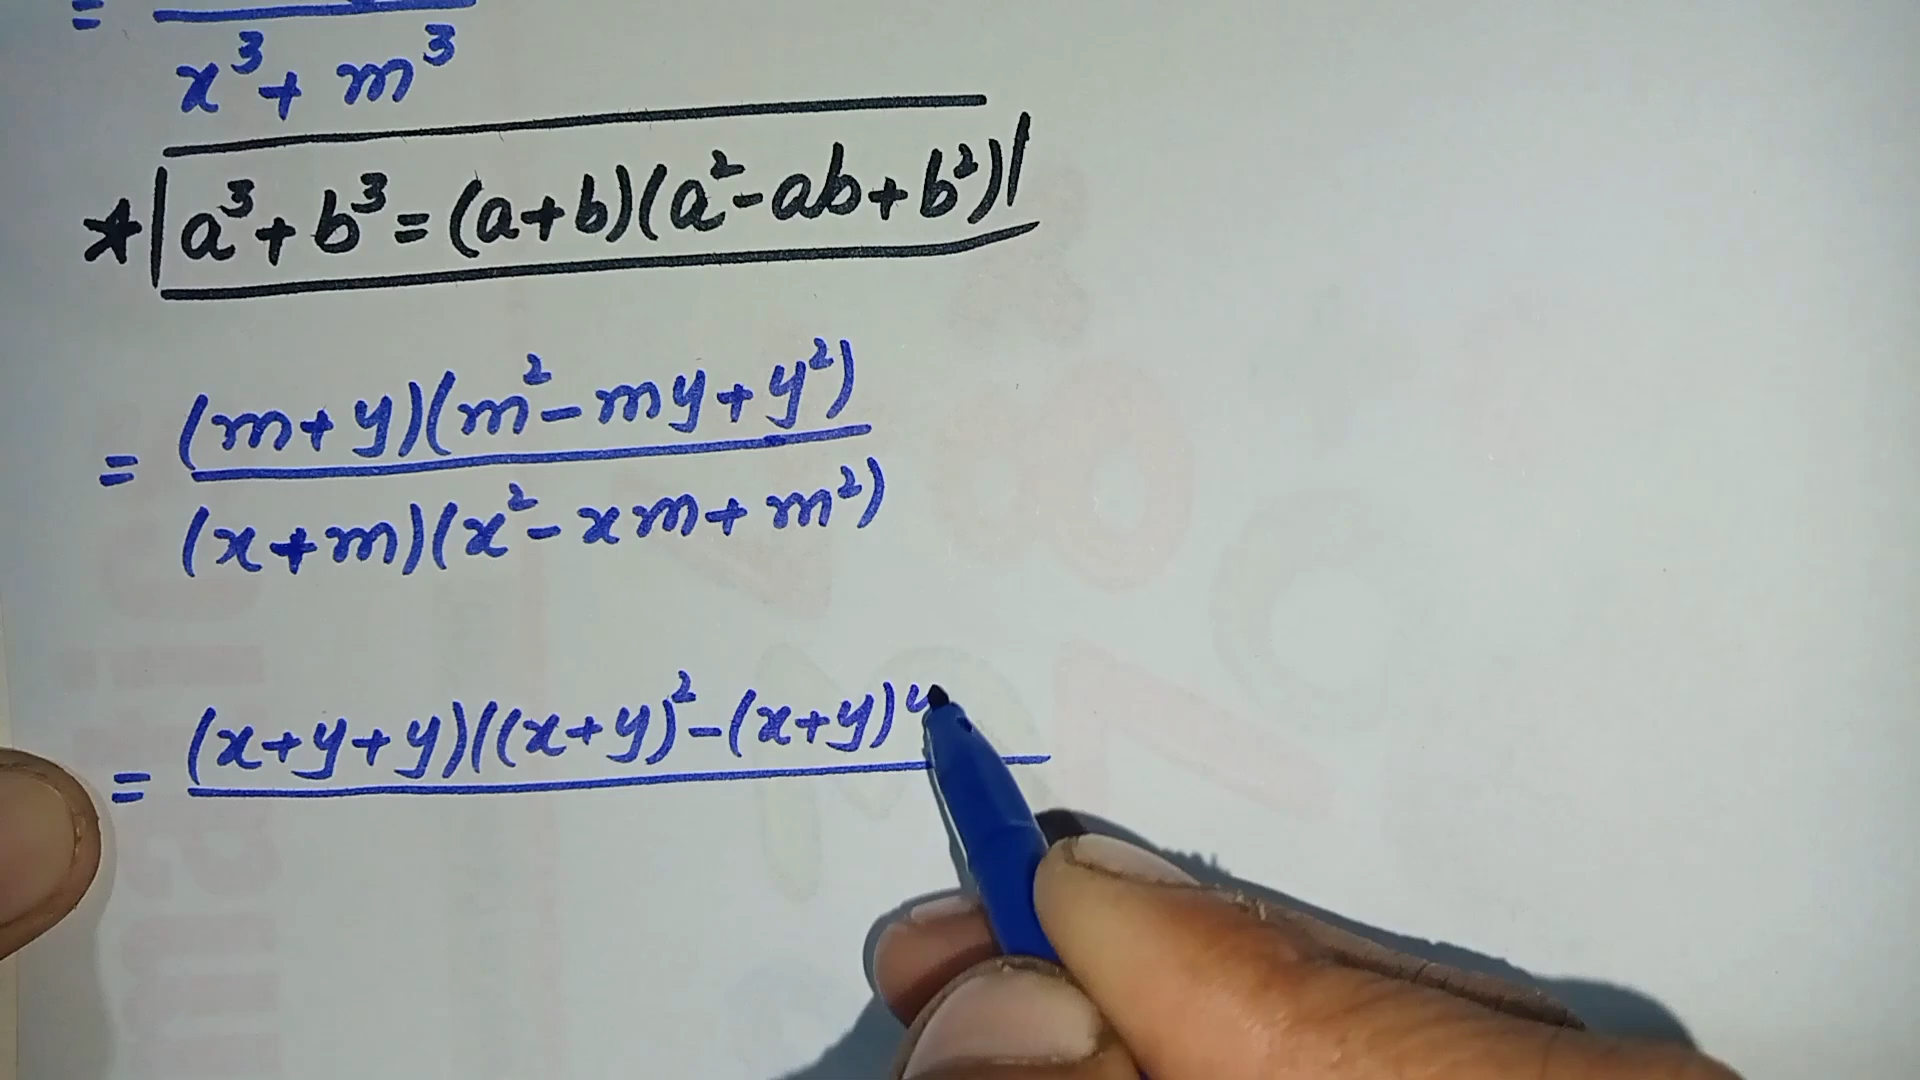 =
x³ + m³
* a³ + b³ = (a+b)(a² - ab + b²)
(m+y)(m² - my + y²)
=
(x+m)(x² - xm + m²)
(x+y+y)((x+y)² - (x+y)y
=